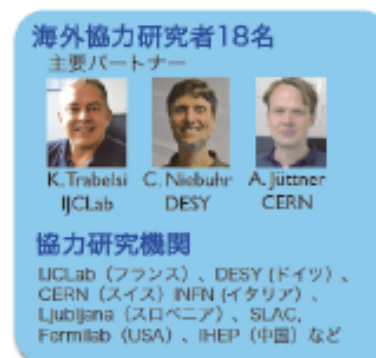 海外協力研究者18名
主要パートナー
K. Trabelsi C. Niebuhr A. Jüttner
IJCLab DESY CERN
協力研究機関
IJCLab（フランス）、DESY (ドイツ）、
CERN（スイス）INFN (イタリア）、
Ljubljana（スロベニア）、SLAC,
Fermilab（USA）、IHEP（中国）など